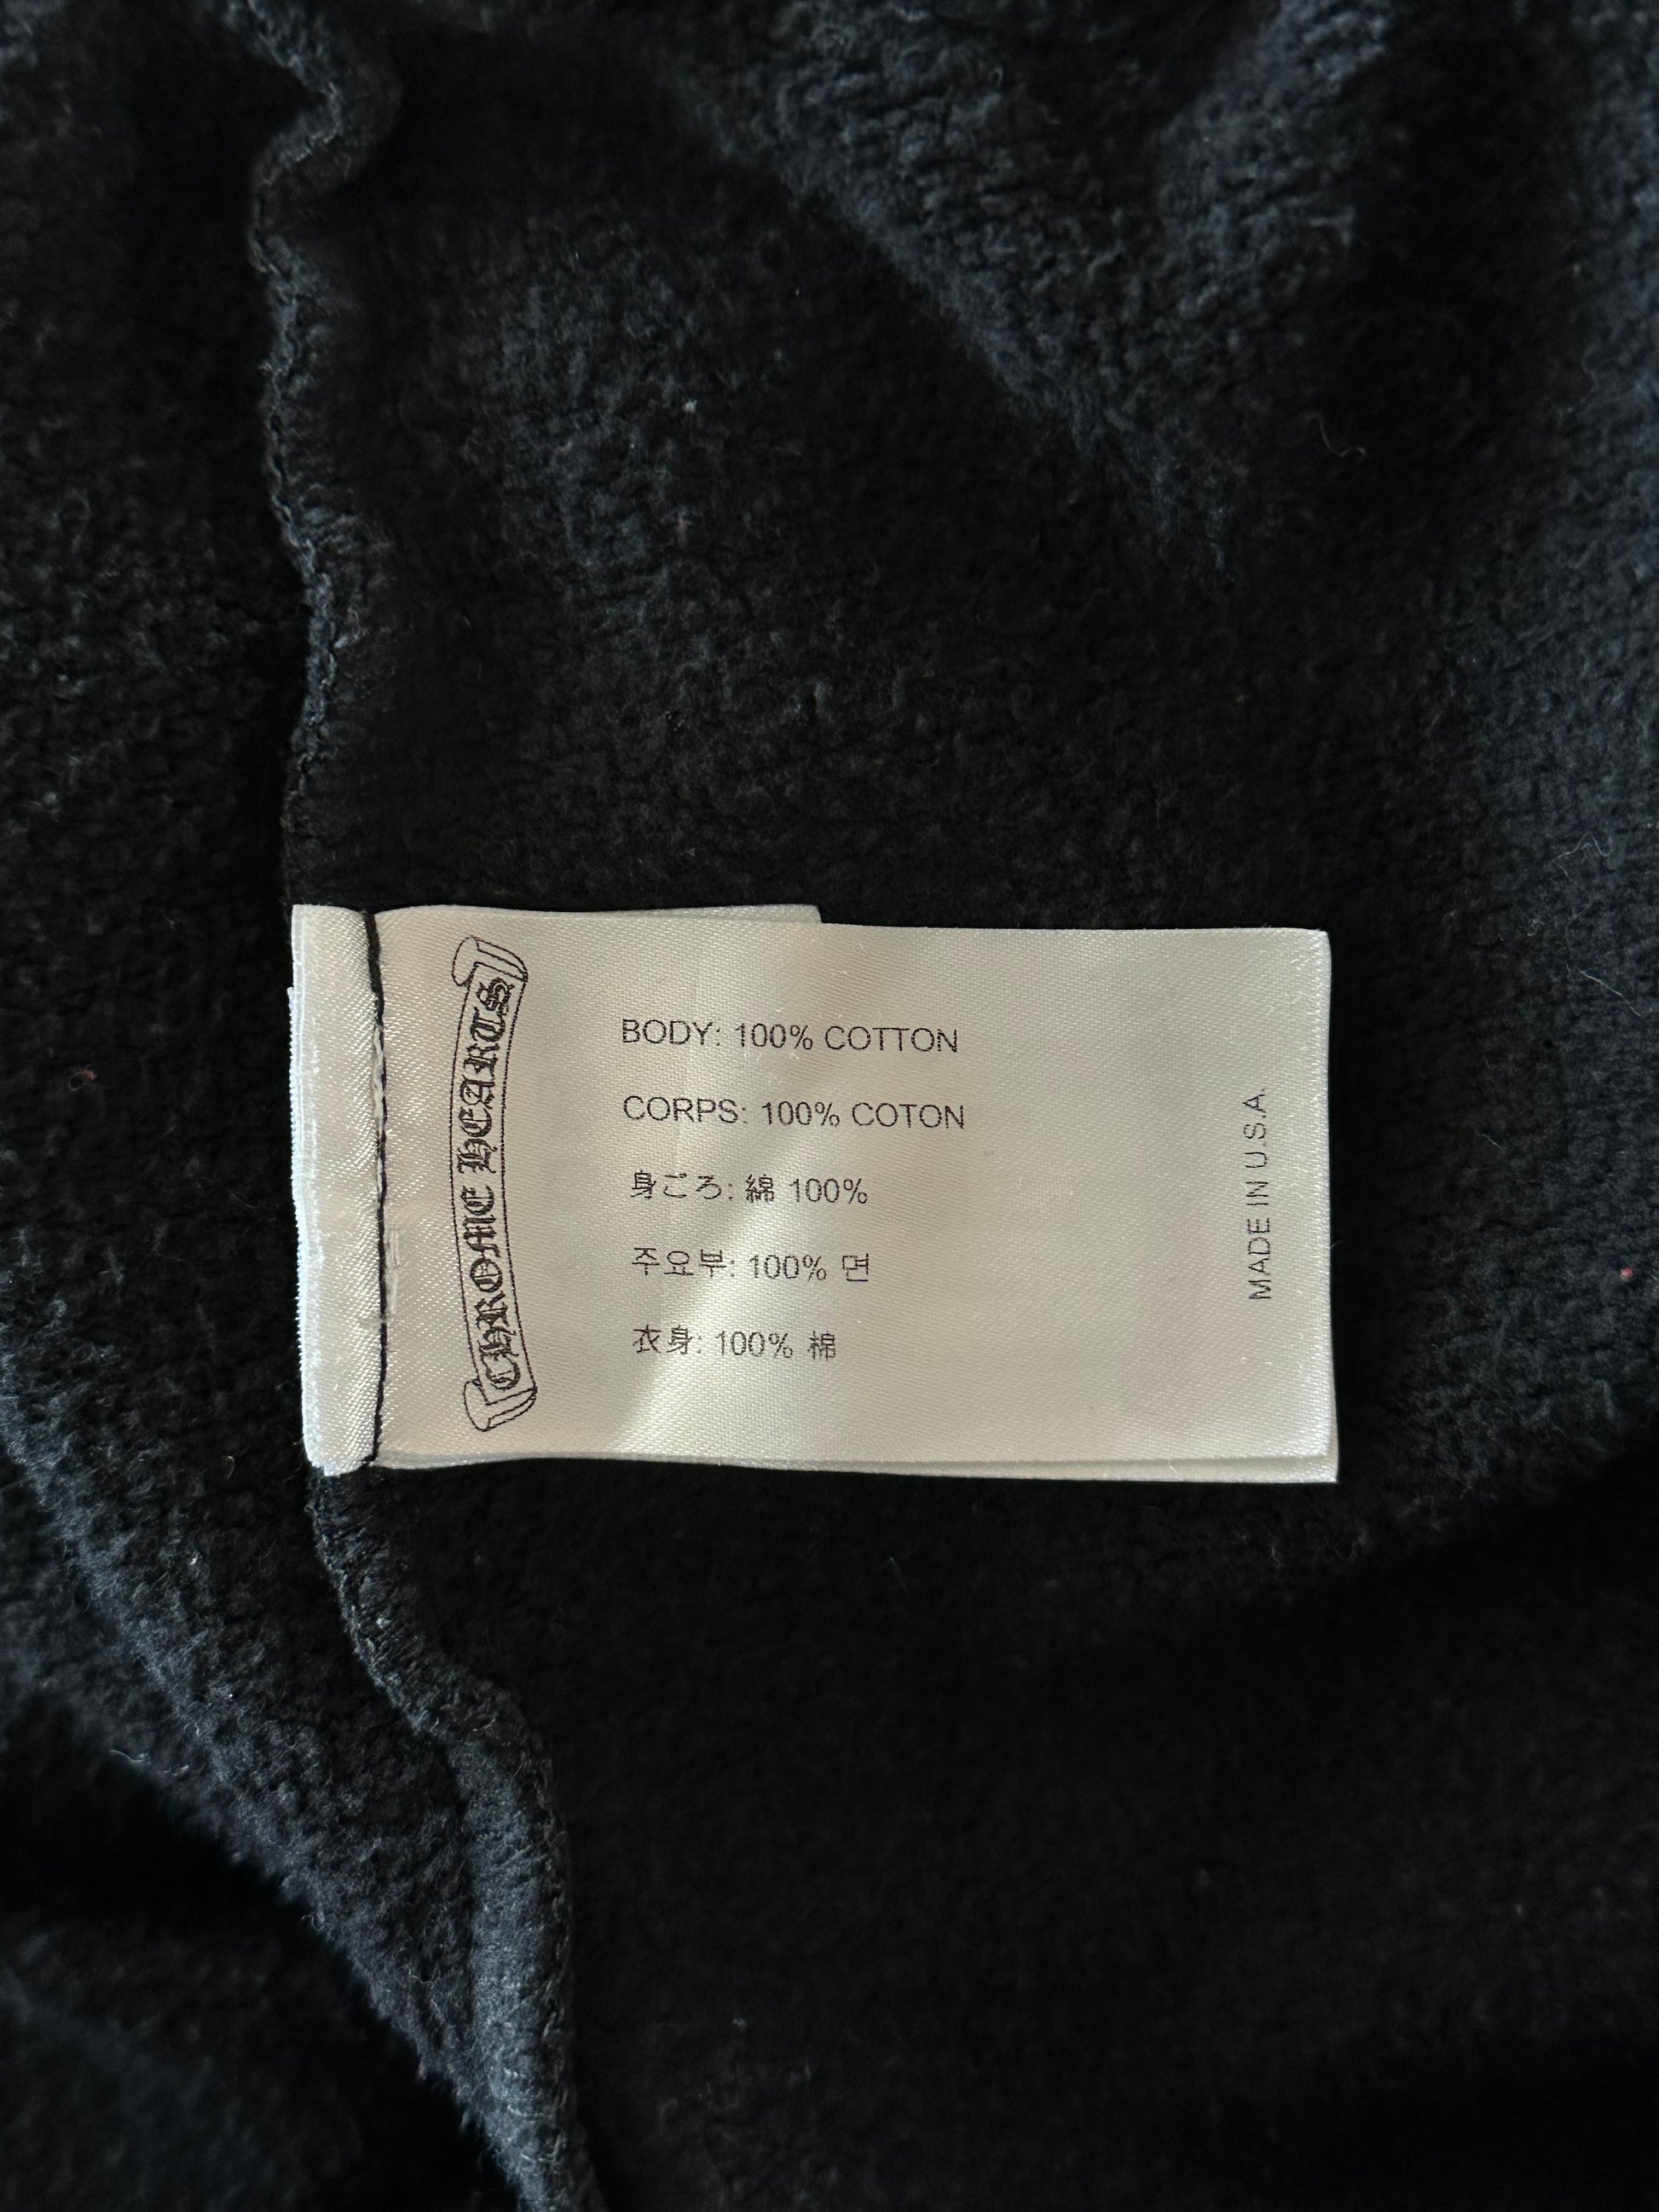 CHROME HEARTS
BODY: 100% COTTON
CORPS: 100% COTON
身ごろ: 綿 100%
주요부: 100% 면
衣身: 100% 棉
MADE IN U.S.A.